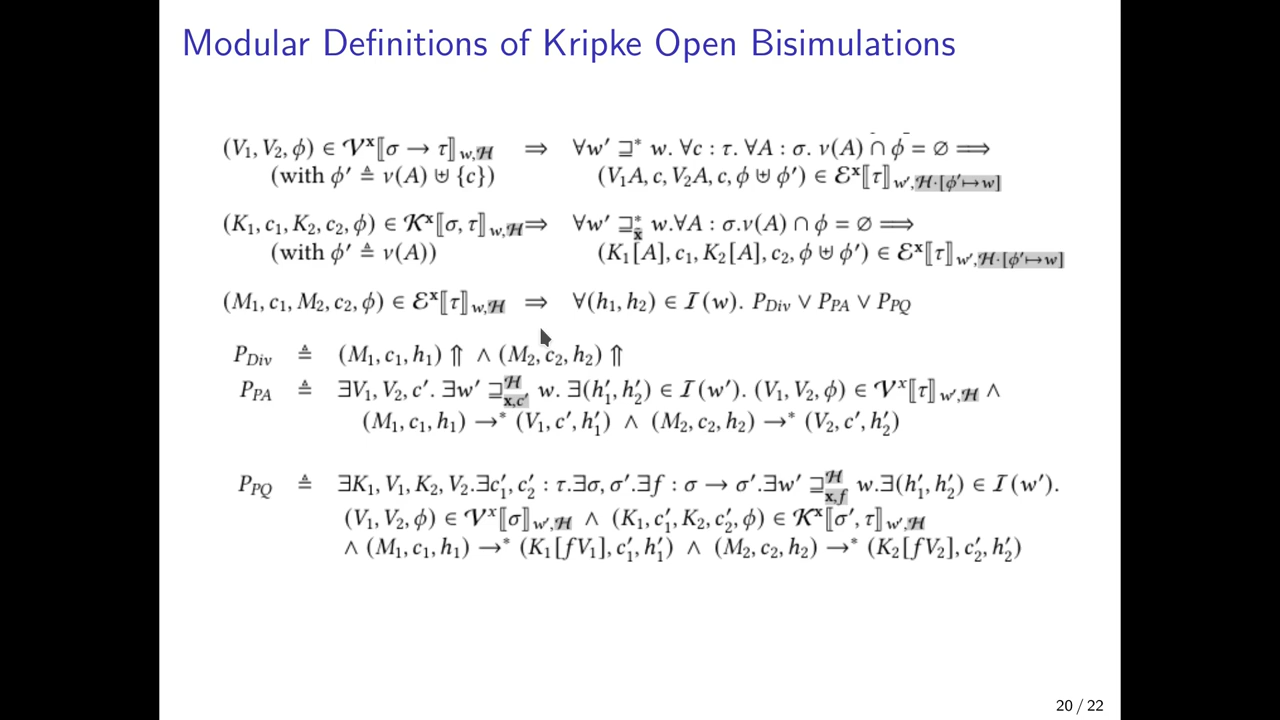 Modular Definitions of Kripke Open Bisimulations
(V₁, V₂, ϕ) ∈ 𝒱ˣ⟦σ → τ⟧_{w,ℋ} ⇒ ∀w′ ⊒* w. ∀c : τ. ∀A : σ. ν(A) ∩ ϕ = ∅ ⟹
(with ϕ′ ≜ ν(A) ⊎ {c}) (V₁A, c, V₂A, c, ϕ ⊎ ϕ′) ∈ ℰˣ⟦τ⟧_{w′,ℋ·[ϕ′↦w]}
(K₁, c₁, K₂, c₂, ϕ) ∈ 𝒦ˣ⟦σ, τ⟧_{w,ℋ} ⇒ ∀w′ ⊒*_{x} w.∀A : σ.ν(A) ∩ ϕ = ∅ ⟹
(with ϕ′ ≜ ν(A)) (K₁[A], c₁, K₂[A], c₂, ϕ ⊎ ϕ′) ∈ ℰˣ⟦τ⟧_{w′,ℋ·[ϕ′↦w]}
(M₁, c₁, M₂, c₂, ϕ) ∈ ℰˣ⟦τ⟧_{w,ℋ} ⇒ ∀(h₁, h₂) ∈ ℐ(w). P_{Div} ∨ P_{PA} ∨ P_{PQ}
P_{Div} ≜ (M₁, c₁, h₁) ⇑ ∧ (M₂, c₂, h₂) ⇑
P_{PA} ≜ ∃V₁, V₂, c′. ∃w′ ⊒^{ℋ}_{x,c′} w. ∃(h′₁, h′₂) ∈ ℐ(w′). (V₁, V₂, ϕ) ∈ 𝒱ˣ⟦τ⟧_{w′,ℋ} ∧
(M₁, c₁, h₁) →* (V₁, c′, h′₁) ∧ (M₂, c₂, h₂) →* (V₂, c′, h′₂)
P_{PQ} ≜ ∃K₁, V₁, K₂, V₂.∃c′₁, c′₂ : τ.∃σ, σ′.∃f : σ → σ′.∃w′ ⊒^{ℋ}_{x,f} w.∃(h′₁, h′₂) ∈ ℐ(w′).
(V₁, V₂, ϕ) ∈ 𝒱ˣ⟦σ⟧_{w′,ℋ} ∧ (K₁, c′₁, K₂, c′₂, ϕ) ∈ 𝒦ˣ⟦σ′, τ⟧_{w′,ℋ}
∧ (M₁, c₁, h₁) →* (K₁[fV₁], c′₁, h′₁) ∧ (M₂, c₂, h₂) →* (K₂[fV₂], c′₂, h′₂)
20 / 22